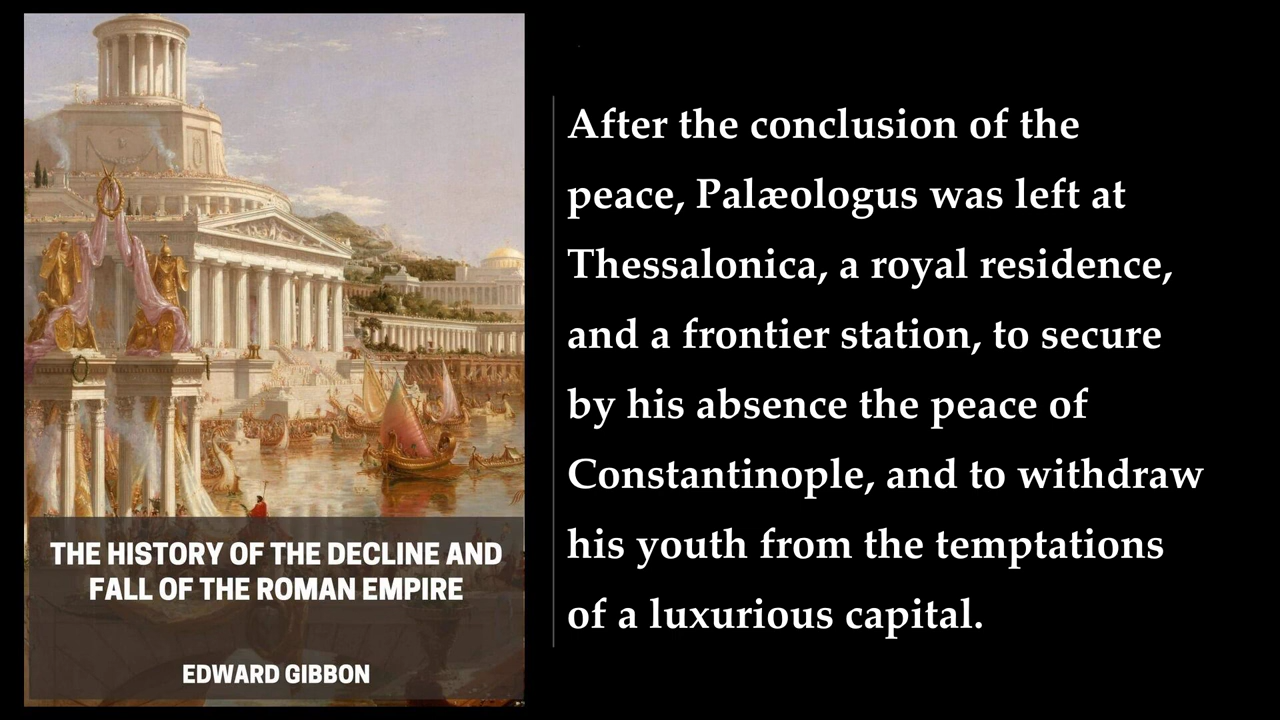 THE HISTORY OF THE DECLINE AND
FALL OF THE ROMAN EMPIRE
EDWARD GIBBON
After the conclusion of the
peace, Palæologus was left at
Thessalonica, a royal residence,
and a frontier station, to secure
by his absence the peace of
Constantinople, and to withdraw
his youth from the temptations
of a luxurious capital.